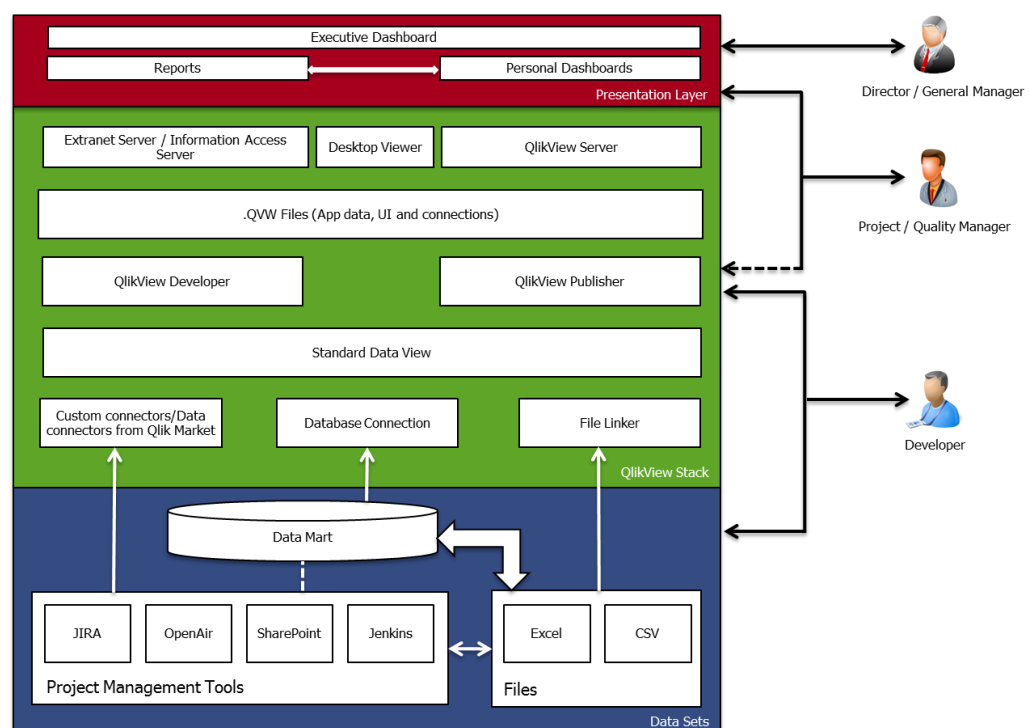 Executive Dashboard
Reports
Personal Dashboards
Presentation Layer
Director / General Manager
Extranet Server / Information Access
Server
Desktop Viewer
QlikView Server
Project / Quality Manager
.QVW Files (App data, UI and connections)
QlikView Developer
QlikView Publisher
Standard Data View
Custom connectors/Data
connectors from Qlik Market
Database Connection
File Linker
Developer
QlikView Stack
Data Mart
JIRA
OpenAir
SharePoint
Jenkins
Excel
CSV
Project Management Tools
Files
Data Sets